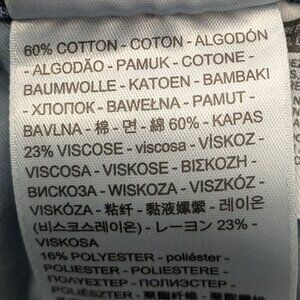 60% COTTON - COTON - ALGODÓN
- ALGODÃO - PAMUK - COTONE -
BAUMWOLLE - KATOEN - BAMBAKI
- ХЛОПОК - BAWEŁNA - PAMUT -
BAVLNA - 棉 - 면 - 綿 60% - KAPAS
23% VISCOSE - viscosa - VİSKOZ -
VISCOSA - VISKOSE - ΒΙΣΚΟΖΗ -
ВИСКОЗА - WISKOZA - VISZKÓZ -
VISKÓZA - 粘纤 - 黏液嫘縈 - 레이온
(비스코스레이온) - レーヨン 23% -
VISKOSA
16% POLYESTER - poliéster -
POLIESTER - POLIESTERE -
ПОЛИЭСТЕР -
POLIÉSZTER -